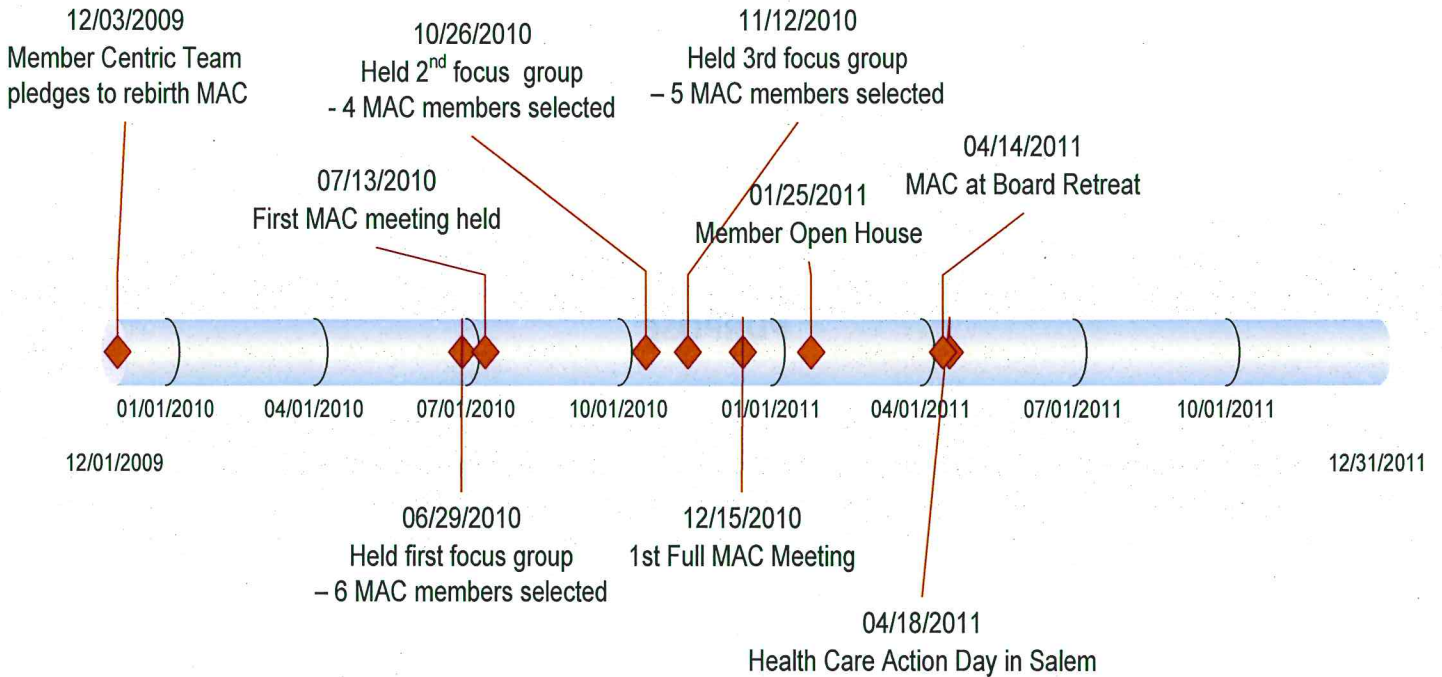 12/03/2009
Member Centric Team
pledges to rebirth MAC
10/26/2010
Held 2nd focus group
- 4 MAC members selected
11/12/2010
Held 3rd focus group
– 5 MAC members selected
07/13/2010
First MAC meeting held
01/25/2011
Member Open House
04/14/2011
MAC at Board Retreat
01/01/2010
04/01/2010
07/01/2010
10/01/2010
01/01/2011
04/01/2011
07/01/2011
10/01/2011
12/01/2009
12/31/2011
06/29/2010
Held first focus group
– 6 MAC members selected
12/15/2010
1st Full MAC Meeting
04/18/2011
Health Care Action Day in Salem